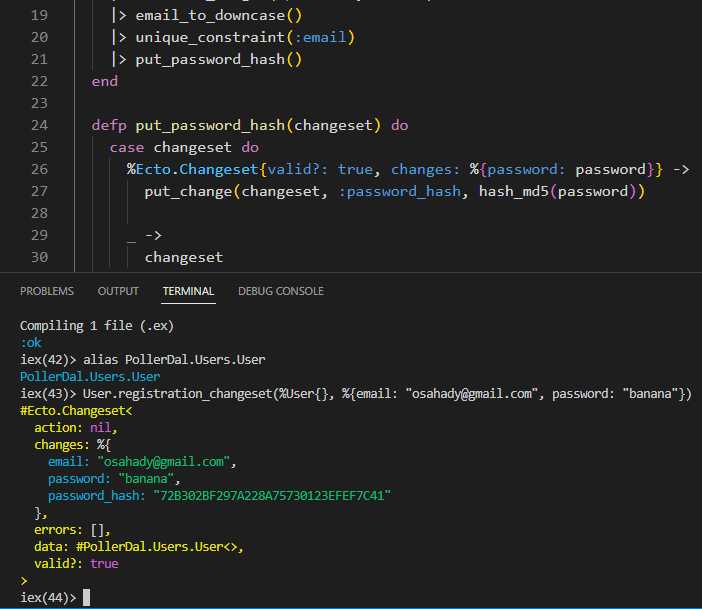 19 |> email_to_downcase()
20 |> unique_constraint(:email)
21 |> put_password_hash()
22 end
23
24 defp put_password_hash(changeset) do
25 case changeset do
26 %Ecto.Changeset{valid?: true, changes: %{password: password}} ->
27 put_change(changeset, :password_hash, hash_md5(password))
28
29 _ ->
30 changeset
PROBLEMS OUTPUT TERMINAL DEBUG CONSOLE
Compiling 1 file (.ex)
:ok
iex(42)> alias PollerDal.Users.User
PollerDal.Users.User
iex(43)> User.registration_changeset(%User{}, %{email: "osahady@gmail.com", password: "banana"})
#Ecto.Changeset<
action: nil,
changes: %{
email: "osahady@gmail.com",
password: "banana",
password_hash: "72B302BF297A228A75730123EFEF7C41"
},
errors: [],
data: #PollerDal.Users.User<>,
valid?: true
>
iex(44)>